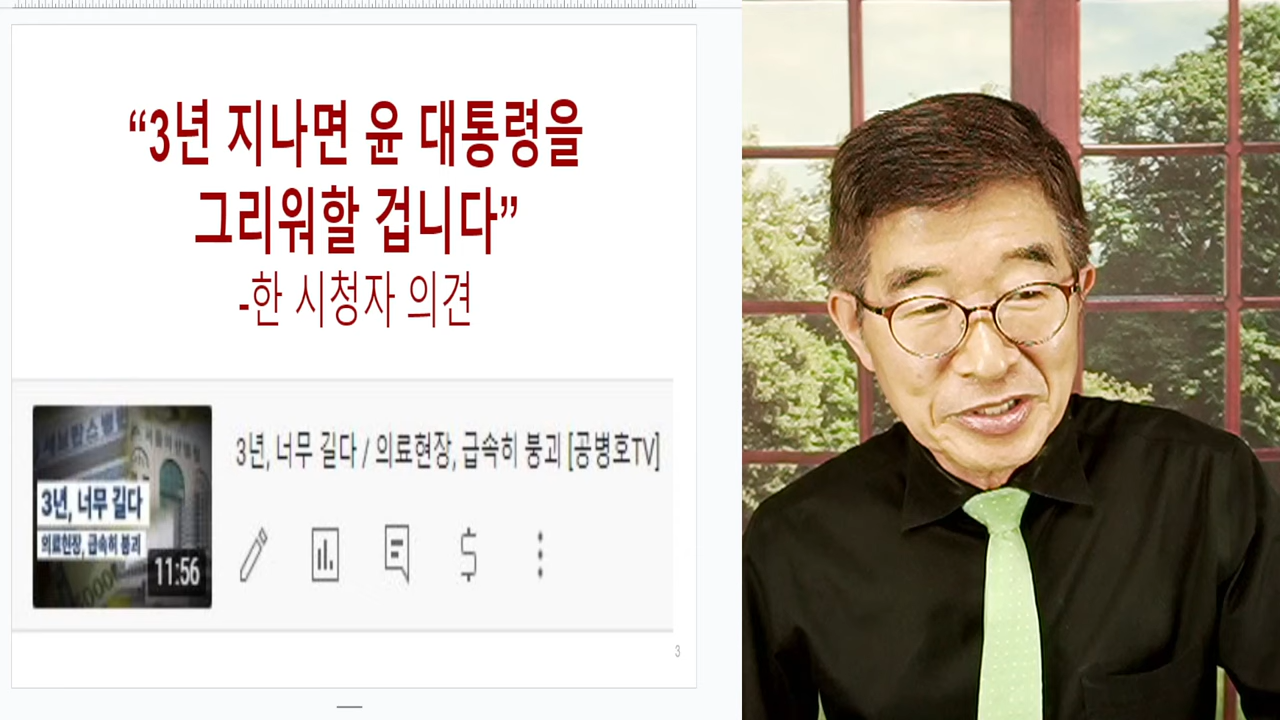 “3년 지나면 윤 대통령을
그리워할 겁니다”
-한 시청자 의견
3년, 너무 길다 / 의료현장, 급속히 붕괴 [공병호TV]
3년, 너무 길다
의료현장, 급속히 붕괴
11:56
3